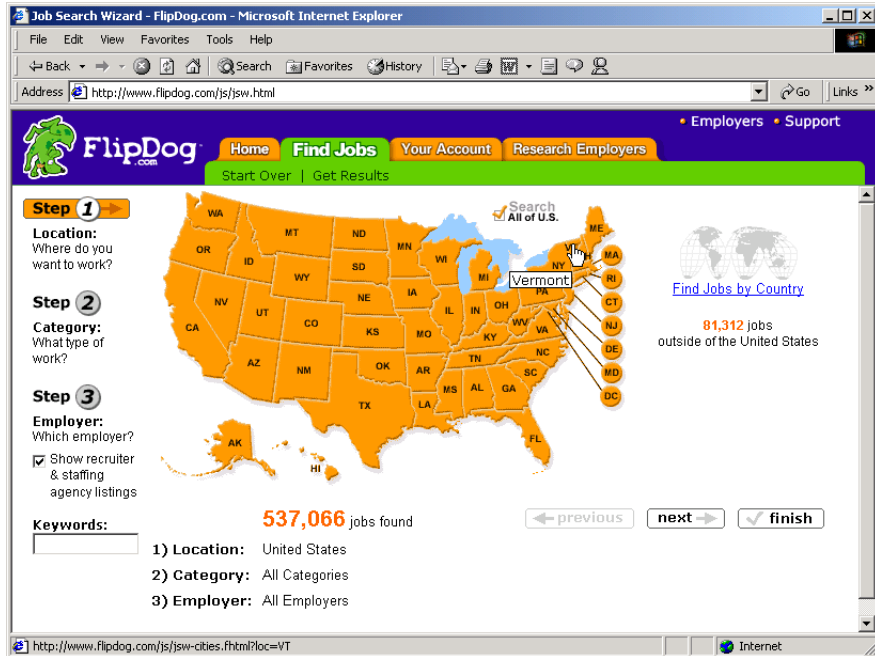 Job Search Wizard - FlipDog.com - Microsoft Internet Explorer
File Edit View Favorites Tools Help
Back Search Favorites History
Address http://www.flipdog.com/js/jsw.html Go Links »
• Employers • Support
FlipDog
.com
Home Find Jobs Your Account Research Employers
Start Over | Get Results
Step 1
Location:
Where do you
want to work?
Step 2
Category:
What type of
work?
Step 3
Employer:
Which employer?
Show recruiter
& staffing
agency listings
Keywords:
Search
All of U.S.
WA
MT
ND
MN
ME
OR
ID
SD
WI
MI
NY
MA
WY
Vermont
RI
NV
UT
NE
IA
IL
IN
OH
PA
CT
CA
CO
KS
MO
KY
WV
VA
NJ
AZ
NM
OK
AR
TN
NC
DE
TX
LA
MS
AL
GA
SC
MD
DC
AK
HI
FL
Find Jobs by Country
81,312 jobs
outside of the United States
537,066 jobs found
previous next finish
1) Location: United States
2) Category: All Categories
3) Employer: All Employers
http://www.flipdog.com/js/jsw-cities.fhtml?loc=VT Internet